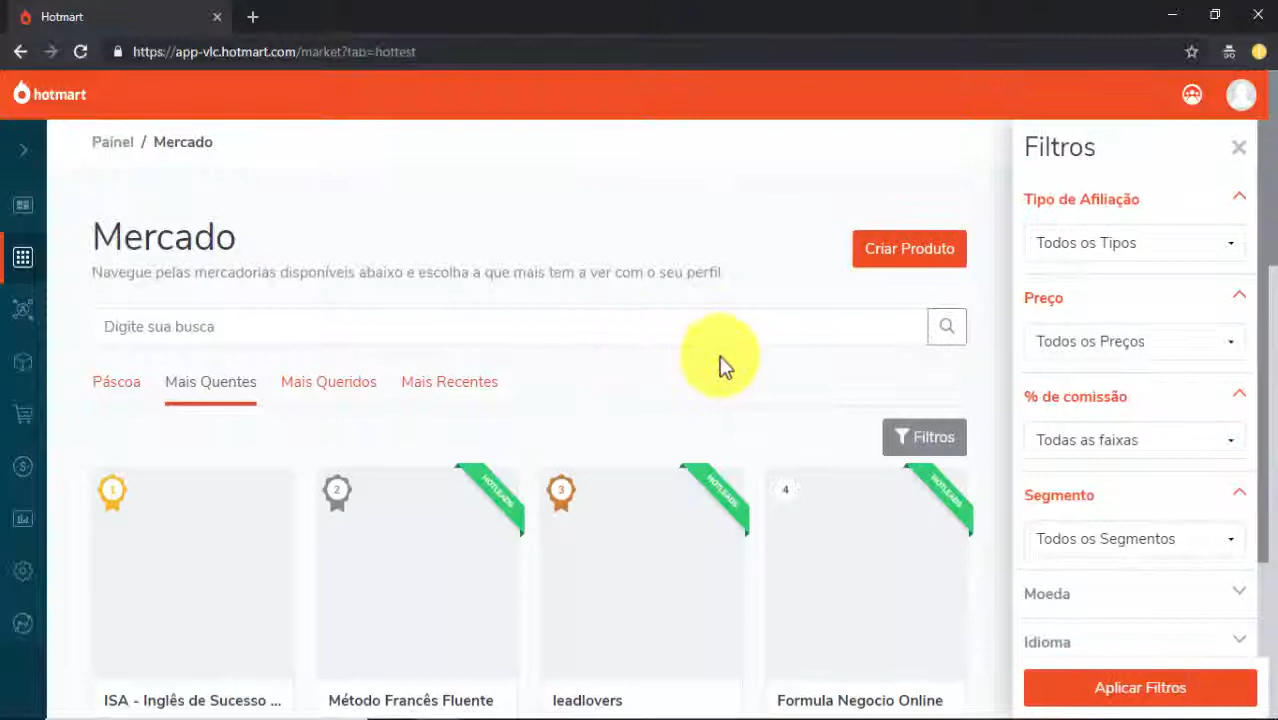 Hotmart
https://app-vlc.hotmart.com/market?tab=hottest
hotmart
Painel / Mercado
Mercado
Criar Produto
Navegue pelas mercadorias disponíveis abaixo e escolha a que mais tem a ver com o seu perfil.
Digite sua busca
Páscoa Mais Quentes Mais Queridos Mais Recentes
Filtros
1 2 HOTLEADS 3 HOTLEADS 4 HOTLEADS
ISA - Inglês de Sucesso ... Método Francês Fluente leadlovers Formula Negocio Online
Filtros
Tipo de Afiliação
Todos os Tipos
Preço
Todos os Preços
% de comissão
Todas as faixas
Segmento
Todos os Segmentos
Moeda
Idioma
Aplicar Filtros